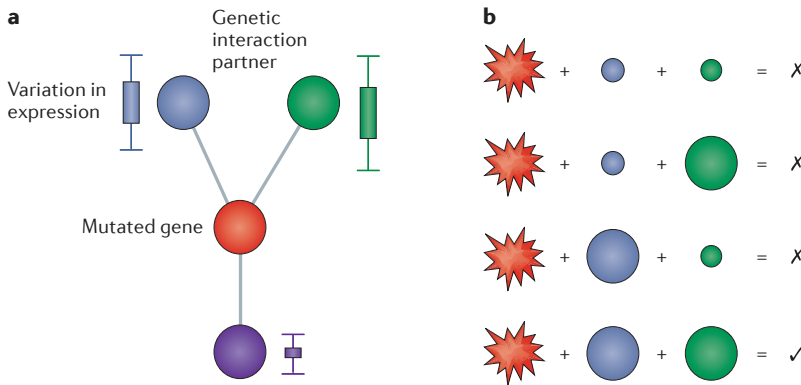 a
Genetic
interaction
partner
Variation in
expression
Mutated gene
b
+ + = ✗
+ + = ✗
+ + = ✗
+ + = ✓